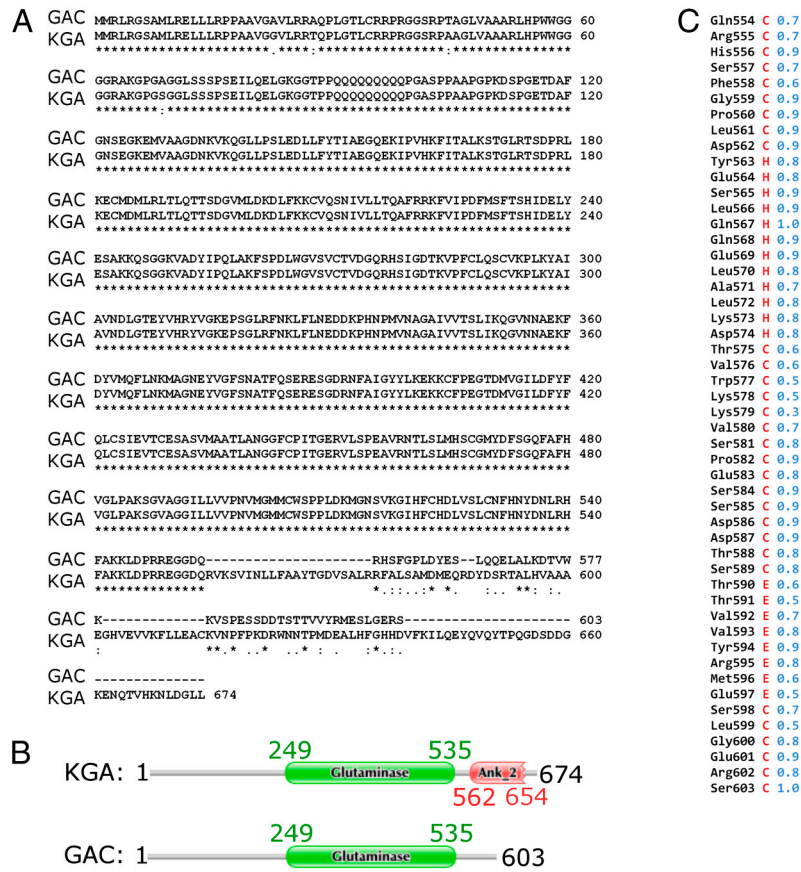 A
GAC MMRLRGSAMLRELLLRPPAAVGAVLRRAQPLGTLCRRPRGGSRPTAGLVAAARLHPWWGG 60
KGA MMRLRGSAMLRELLLRSPAAVGGVLRRTQPLGTLCRRPRGGSRPAAGLVAAARLHPWWGG 60
GAC GGRAKGPGAGGLSSSPSEILQELGKGGTPPQQQQQQQQQPGASPPAAPGPKDSPGETDAF 120
KGA GGRAKGPGSGGLSSSPSEILQELGKGGTPPQQQQQQQQQPGASPPAAPGPKDSPGETDAF 120
GAC GNSEGKEMVAAGDNKVKQGLLPSLEDLLFYTIAEGQEKIPVHKFITALKSTGLRTSDPRL 180
KGA GNSEGKEMVAAGDNKVKQGLLPSLEDLLFYTIAEGQEKIPVHKFITALKSTGLRTSDPRL 180
GAC KECMDMLRLTLQTTSDGVMLDKDLFKKCVQSNIVLLTQAFRRKFVIPDFMSFTSHIDELY 240
KGA KECMDMLRLTLQTTSDGVMLDKDLFKKCVQSNIVLLTQAFRRKFVIPDFMSFTSHIDELY 240
GAC ESAKKQSGGKVADYIPQLAKFSPDLWGVSVCTVDGQRHSIGDTKVPFCLQSCVKPLKYAI 300
KGA ESAKKQSGGKVADYIPQLAKFSPDLWGVSVCTVDGQRHSIGDTKVPFCLQSCVKPLKYAI 300
GAC AVNDLGTEYVHRYVGKEPSGLRFNKLFLNEDDKPHNPMVNAGAIVVTSLIKQGVNNAEKF 360
KGA AVNDLGTEYVHRYVGKEPSGLRFNKLFLNEDDKPHNPMVNAGAIVVTSLIKQGVNNAEKF 360
GAC DYVMQFLNKMAGNEYVGFSNATFQSERESGDRNFAIGYYLKEKKCFPEGTDMVGILDFYF 420
KGA DYVMQFLNKMAGNEYVGFSNATFQSERESGDRNFAIGYYLKEKKCFPEGTDMVGILDFYF 420
GAC QLCSIEVTCESASVMAATLANGGFCPITGERVLSPEAVRNTLSLMHSCGMYDFSGQFAFH 480
KGA QLCSIEVTCESASVMAATLANGGFCPITGERVLSPEAVRNTLSLMHSCGMYDFSGQFAFH 480
GAC VGLPAKSGVAGGILLVVPNVMGMMCWSPPLDKMGNSVKGIHFCHDLVSLCNFHNYDNLRH 540
KGA VGLPAKSGVAGGILLVVPNVMGMMCWSPPLDKMGNSVKGIHFCHDLVSLCNFHNYDNLRH 540
GAC FAKKLDPRREGGDQ---------------------RHSFGPLDYES--LQQELALKDTVW 577
KGA FAKKLDPRREGGDQRVKSVINLLFAAYTGDVSALRRFALSAMDMEQRDYDSRTALHVAAA 600
GAC K-------------KVSPESSDDTSTTVVYRMESLGERS--------------------- 603
KGA EGHVEVVKFLLEACKVNPFPKDRWNNTPMDEALHFGHHDVFKILQEYQVQYTPQGDSDDG 660
GAC --------------
KGA KENQTVHKNLDGLL 674
B
249 535
KGA: 1 Glutaminase Ank_2 674
562 654
249 535
GAC: 1 Glutaminase 603
C
Gln554 C 0.7
Arg555 C 0.7
His556 C 0.9
Ser557 C 0.7
Phe558 C 0.6
Gly559 C 0.9
Pro560 C 0.9
Leu561 C 0.9
Asp562 C 0.9
Tyr563 H 0.8
Glu564 H 0.8
Ser565 H 0.9
Leu566 H 0.9
Gln567 H 1.0
Gln568 H 0.9
Glu569 H 0.9
Leu570 H 0.8
Ala571 H 0.7
Leu572 H 0.8
Lys573 H 0.8
Asp574 H 0.8
Thr575 C 0.6
Val576 C 0.6
Trp577 C 0.5
Lys578 C 0.5
Lys579 C 0.3
Val580 C 0.7
Ser581 C 0.8
Pro582 C 0.9
Glu583 C 0.8
Ser584 C 0.9
Ser585 C 0.9
Asp586 C 0.9
Asp587 C 0.9
Thr588 C 0.8
Ser589 C 0.8
Thr590 E 0.6
Thr591 E 0.5
Val592 E 0.7
Val593 E 0.8
Tyr594 E 0.9
Arg595 E 0.8
Met596 E 0.6
Glu597 E 0.5
Ser598 C 0.7
Leu599 C 0.5
Gly600 C 0.8
Glu601 C 0.9
Arg602 C 0.8
Ser603 C 1.0